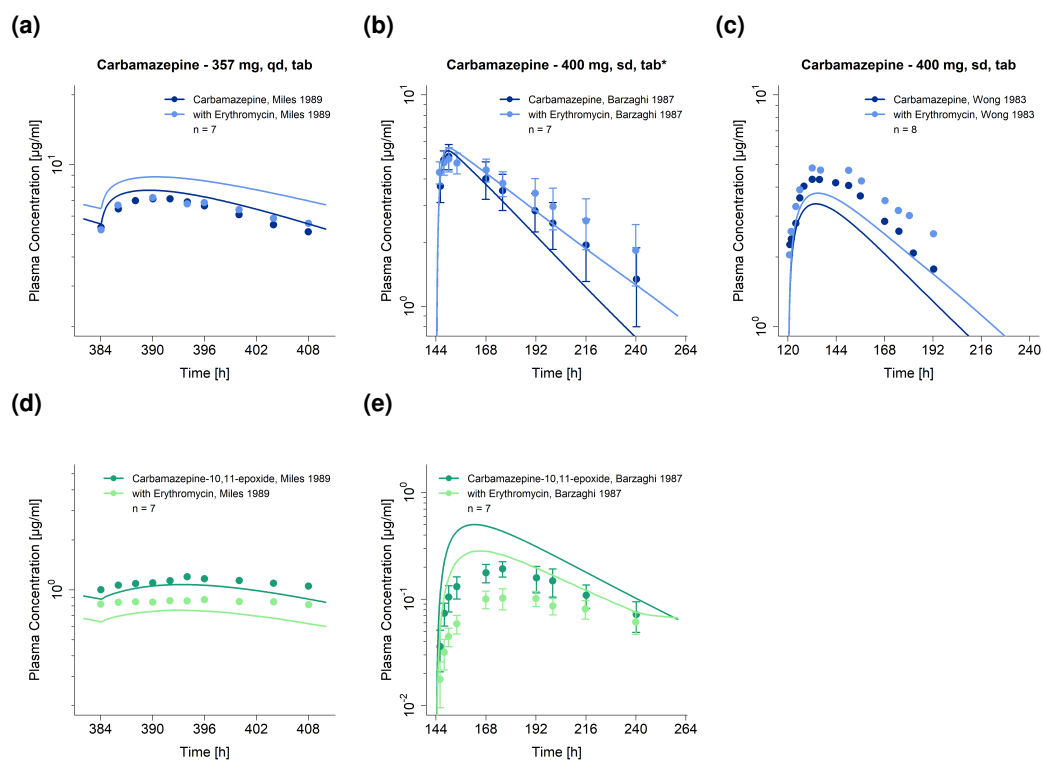 (a)
Carbamazepine - 357 mg, qd, tab
Carbamazepine, Miles 1989
with Erythromycin, Miles 1989
n = 7
Plasma Concentration [µg/ml]
10¹
384 390 396 402 408
Time [h]
(b)
Carbamazepine - 400 mg, sd, tab*
Carbamazepine, Barzaghi 1987
with Erythromycin, Barzaghi 1987
n = 7
Plasma Concentration [µg/ml]
10¹
10⁰
144 168 192 216 240 264
Time [h]
(c)
Carbamazepine - 400 mg, sd, tab
Carbamazepine, Wong 1983
with Erythromycin, Wong 1983
n = 8
Plasma Concentration [µg/ml]
10¹
10⁰
120 144 168 192 216 240
Time [h]
(d)
Carbamazepine-10,11-epoxide, Miles 1989
with Erythromycin, Miles 1989
n = 7
Plasma Concentration [µg/ml]
10⁰
384 390 396 402 408
Time [h]
(e)
Carbamazepine-10,11-epoxide, Barzaghi 1987
with Erythromycin, Barzaghi 1987
n = 7
Plasma Concentration [µg/ml]
10⁰
10⁻¹
10⁻²
144 168 192 216 240 264
Time [h]